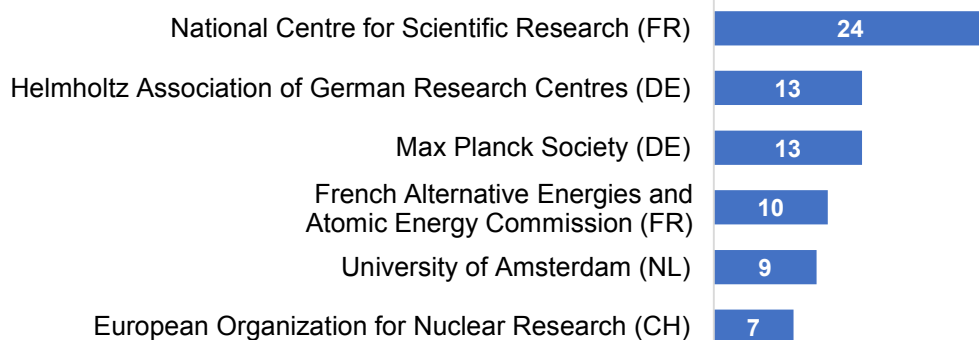 National Centre for Scientific Research (FR) 24
Helmholtz Association of German Research Centres (DE) 13
Max Planck Society (DE) 13
French Alternative Energies and
Atomic Energy Commission (FR) 10
University of Amsterdam (NL) 9
European Organization for Nuclear Research (CH) 7